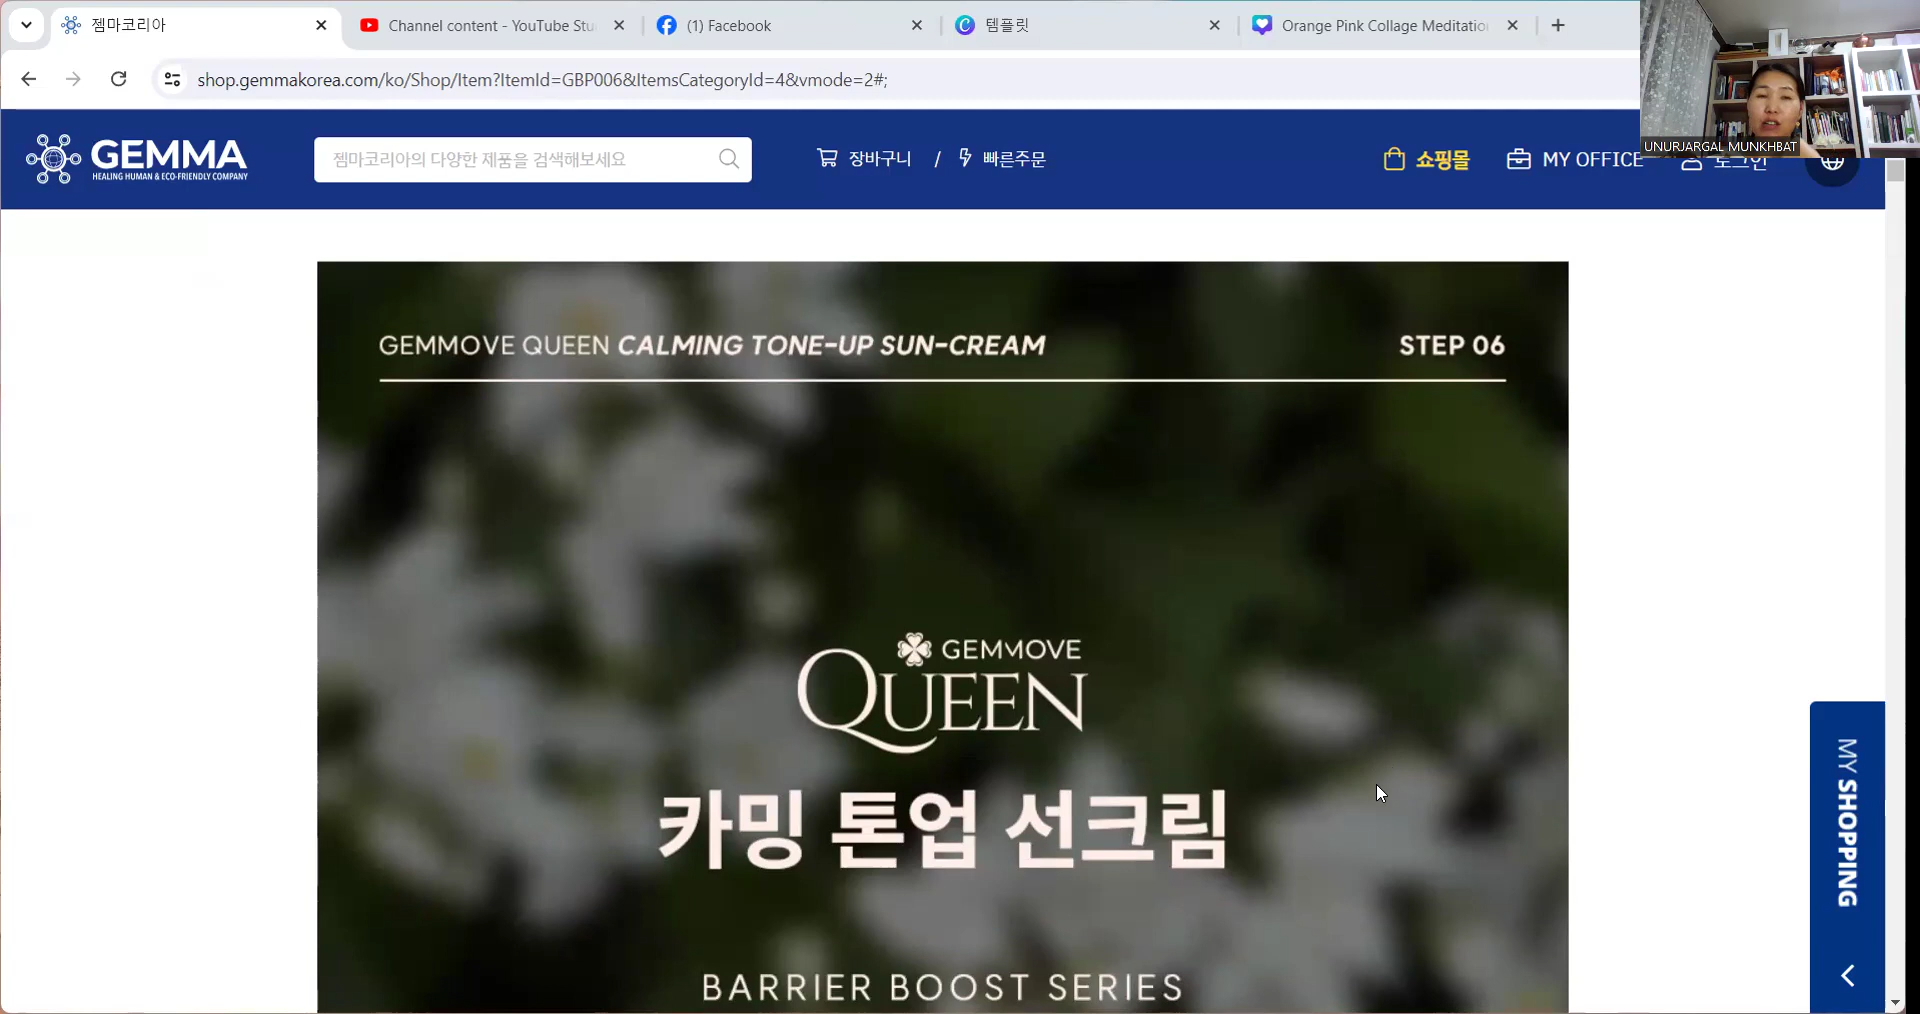 젬마코리아
Channel content - YouTube Stu
(1) Facebook
템플릿
Orange Pink Collage Meditatio
shop.gemmakorea.com/ko/Shop/Item?ItemId=GBP006&ItemsCategoryId=4&vmode=2#;
UNURJARGAL MUNKHBAT
GEMMA
HEALING HUMAN & ECO-FRIENDLY COMPANY
젬마코리아의 다양한 제품을 검색해보세요
장바구니 / 빠른주문
쇼핑몰
MY OFFICE
로그인
GEMMOVE QUEEN CALMING TONE-UP SUN-CREAM
STEP 06
GEMMOVE
QUEEN
카밍 톤업 선크림
BARRIER BOOST SERIES
MY SHOPPING